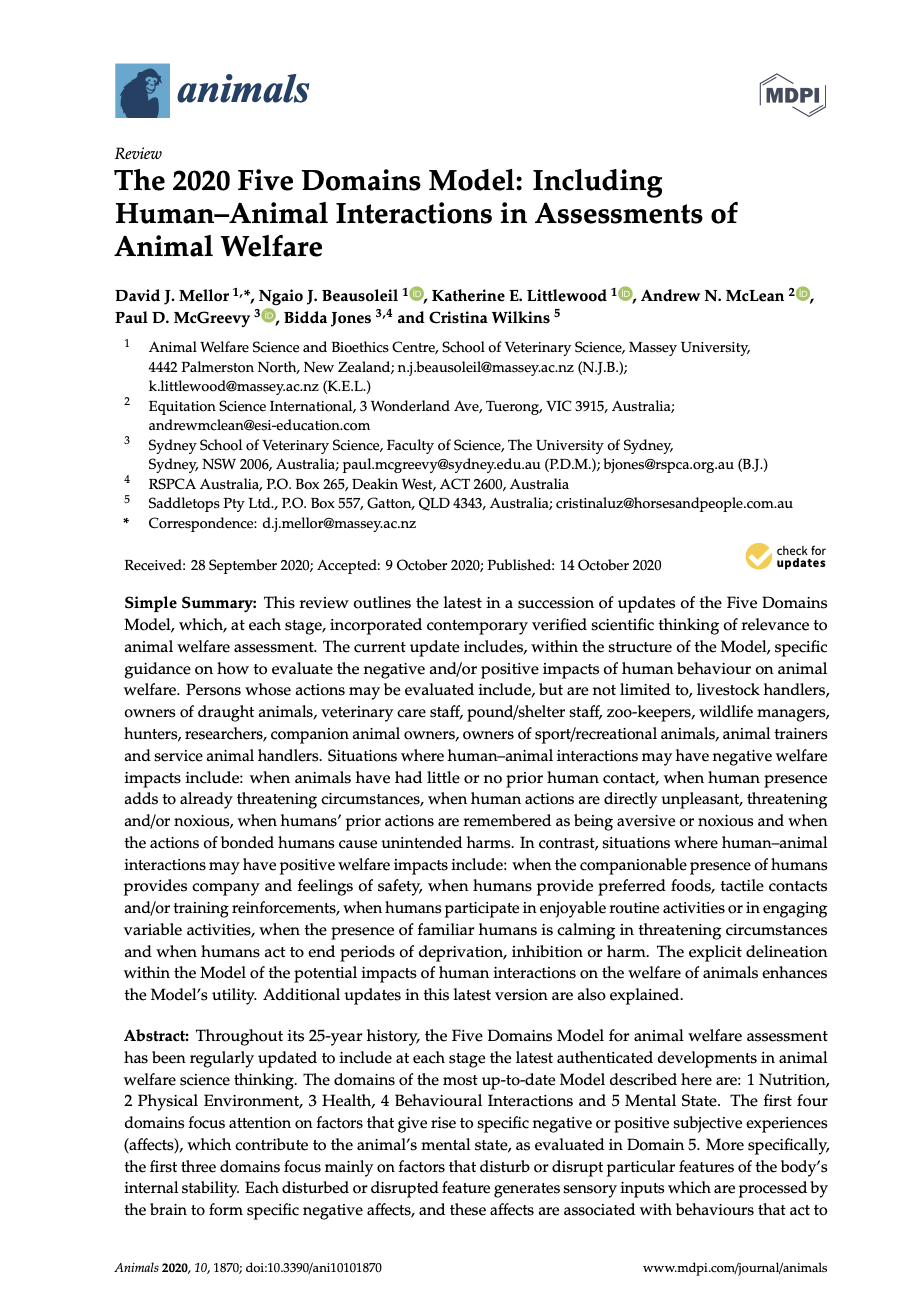 animals
MDPI
Review
The 2020 Five Domains Model: Including
Human–Animal Interactions in Assessments of
Animal Welfare
David J. Mellor 1,*, Ngaio J. Beausoleil 1 iD, Katherine E. Littlewood 1 iD, Andrew N. McLean 2 iD,
Paul D. McGreevy 3 iD, Bidda Jones 3,4 and Cristina Wilkins 5
1 Animal Welfare Science and Bioethics Centre, School of Veterinary Science, Massey University,
4442 Palmerston North, New Zealand; n.j.beausoleil@massey.ac.nz (N.J.B.);
k.littlewood@massey.ac.nz (K.E.L.)
2 Equitation Science International, 3 Wonderland Ave, Tuerong, VIC 3915, Australia;
andrewmclean@esi-education.com
3 Sydney School of Veterinary Science, Faculty of Science, The University of Sydney,
Sydney, NSW 2006, Australia; paul.mcgreevy@sydney.edu.au (P.D.M.); bjones@rspca.org.au (B.J.)
4 RSPCA Australia, P.O. Box 265, Deakin West, ACT 2600, Australia
5 Saddletops Pty Ltd., P.O. Box 557, Gatton, QLD 4343, Australia; cristinaluz@horsesandpeople.com.au
* Correspondence: d.j.mellor@massey.ac.nz
Received: 28 September 2020; Accepted: 9 October 2020; Published: 14 October 2020
check for
updates
Simple Summary: This review outlines the latest in a succession of updates of the Five Domains
Model, which, at each stage, incorporated contemporary verified scientific thinking of relevance to
animal welfare assessment. The current update includes, within the structure of the Model, specific
guidance on how to evaluate the negative and/or positive impacts of human behaviour on animal
welfare. Persons whose actions may be evaluated include, but are not limited to, livestock handlers,
owners of draught animals, veterinary care staff, pound/shelter staff, zoo-keepers, wildlife managers,
hunters, researchers, companion animal owners, owners of sport/recreational animals, animal trainers
and service animal handlers. Situations where human–animal interactions may have negative welfare
impacts include: when animals have had little or no prior human contact, when human presence
adds to already threatening circumstances, when human actions are directly unpleasant, threatening
and/or noxious, when humans’ prior actions are remembered as being aversive or noxious and when
the actions of bonded humans cause unintended harms. In contrast, situations where human–animal
interactions may have positive welfare impacts include: when the companionable presence of humans
provides company and feelings of safety, when humans provide preferred foods, tactile contacts
and/or training reinforcements, when humans participate in enjoyable routine activities or in engaging
variable activities, when the presence of familiar humans is calming in threatening circumstances
and when humans act to end periods of deprivation, inhibition or harm. The explicit delineation
within the Model of the potential impacts of human interactions on the welfare of animals enhances
the Model’s utility. Additional updates in this latest version are also explained.
Abstract: Throughout its 25-year history, the Five Domains Model for animal welfare assessment
has been regularly updated to include at each stage the latest authenticated developments in animal
welfare science thinking. The domains of the most up-to-date Model described here are: 1 Nutrition,
2 Physical Environment, 3 Health, 4 Behavioural Interactions and 5 Mental State. The first four
domains focus attention on factors that give rise to specific negative or positive subjective experiences
(affects), which contribute to the animal’s mental state, as evaluated in Domain 5. More specifically,
the first three domains focus mainly on factors that disturb or disrupt particular features of the body’s
internal stability. Each disturbed or disrupted feature generates sensory inputs which are processed by
the brain to form specific negative affects, and these affects are associated with behaviours that act to
Animals 2020, 10, 1870; doi:10.3390/ani10101870
www.mdpi.com/journal/animals